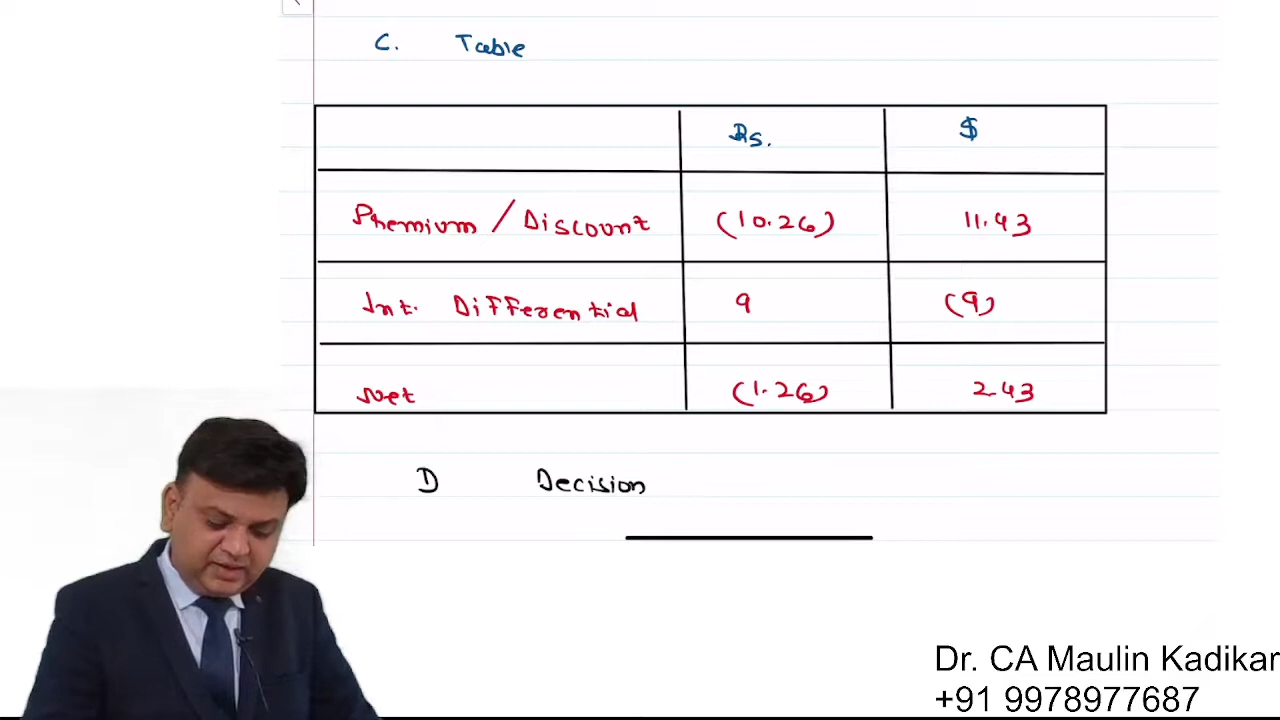 C. Table
Rs. $
Premium / Discount (10.26) 11.43
Int. Differential 9 (9)
Net (1.26) 2.43
D Decision
Dr. CA Maulin Kadikar
+91 9978977687